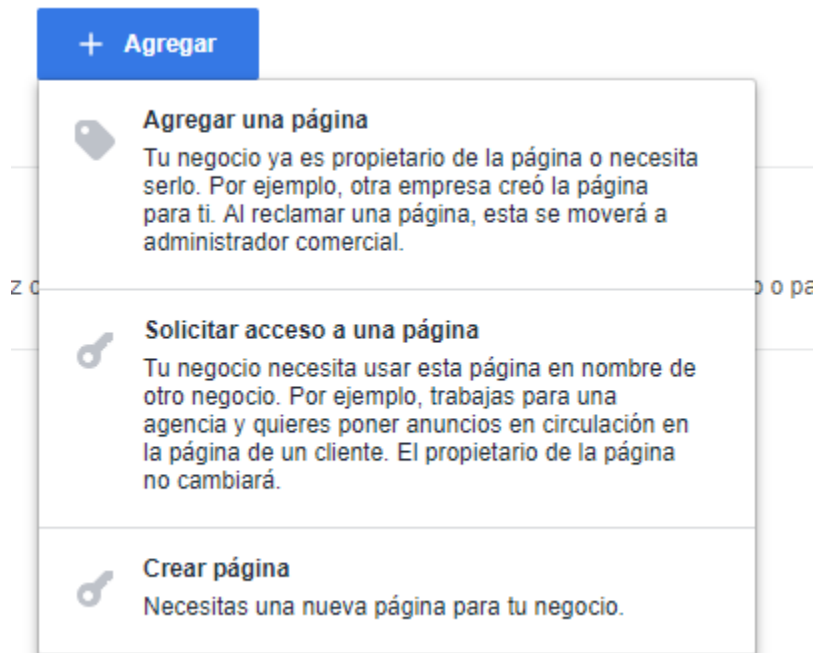 + Agregar
Agregar una página
Tu negocio ya es propietario de la página o necesita
serlo. Por ejemplo, otra empresa creó la página
para ti. Al reclamar una página, esta se moverá a
administrador comercial.
z o o pa
Solicitar acceso a una página
Tu negocio necesita usar esta página en nombre de
otro negocio. Por ejemplo, trabajas para una
agencia y quieres poner anuncios en circulación en
la página de un cliente. El propietario de la página
no cambiará.
Crear página
Necesitas una nueva página para tu negocio.